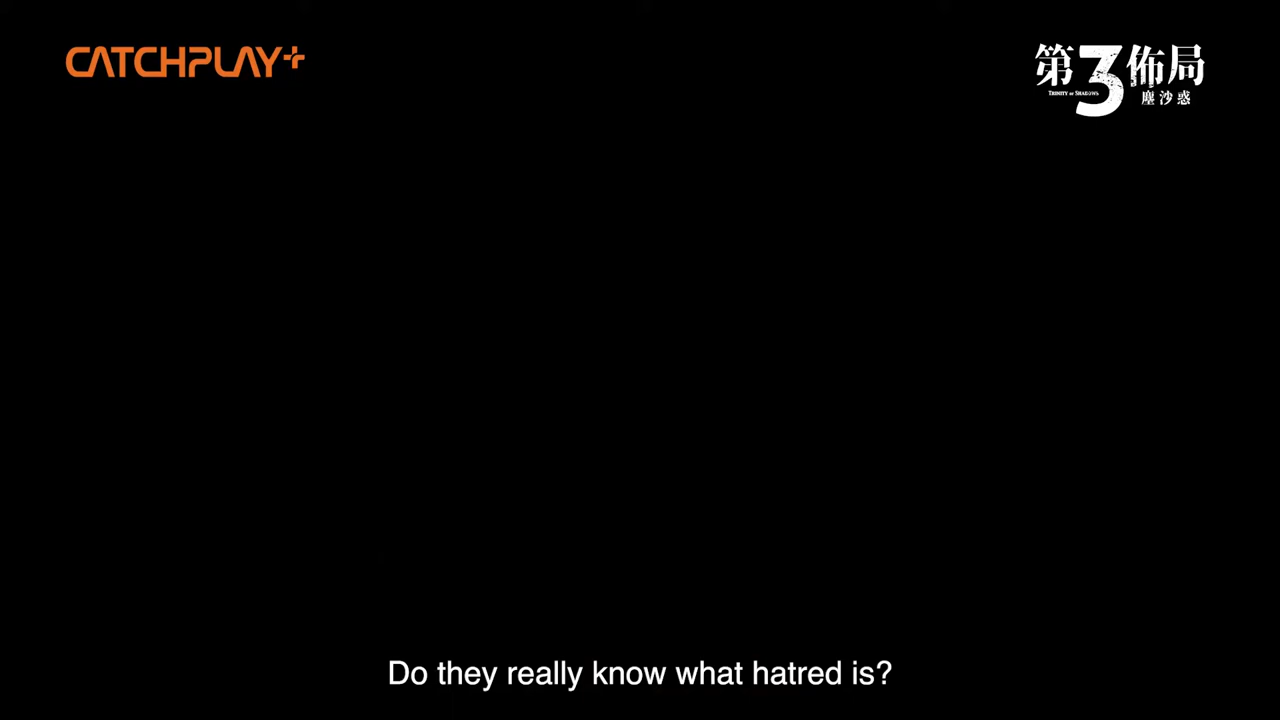 CATCHPLAY+
第3佈局
TRINITY OF SHADOWS
塵沙惑
Do they really know what hatred is?